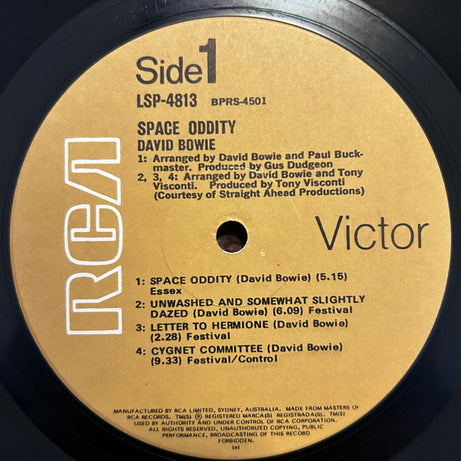 Side 1
LSP-4813 BPRS-4501
SPACE ODDITY
DAVID BOWIE
1: Arranged by David Bowie and Paul Buck-
master. Produced by Gus Dudgeon
2, 3, 4: Arranged by David Bowie and Tony
Visconti. Produced by Tony Visconti
(Courtesy of Straight Ahead Productions)
RCA
Victor
1: SPACE ODDITY (David Bowie) (5.15)
Essex
2: UNWASHED AND SOMEWHAT SLIGHTLY
DAZED (David Bowie) (6.09) Festival
3: LETTER TO HERMIONE (David Bowie)
(2.28) Festival
4: CYGNET COMMITTEE (David Bowie)
(9.33) Festival/Control
MANUFACTURED BY RCA LIMITED, SYDNEY, AUSTRALIA. MADE FROM MASTERS OF
RCA RECORDS. TM(S) ® REGISTERED MARCA(S) REGISTRADA(S). TM(S)
USED BY AUTHORITY AND UNDER CONTROL OF RCA CORPORATION.
ALL RIGHTS RESERVED. UNAUTHORIZED COPYING, PUBLIC
PERFORMANCE, BROADCASTING OF THIS RECORD
FORBIDDEN.